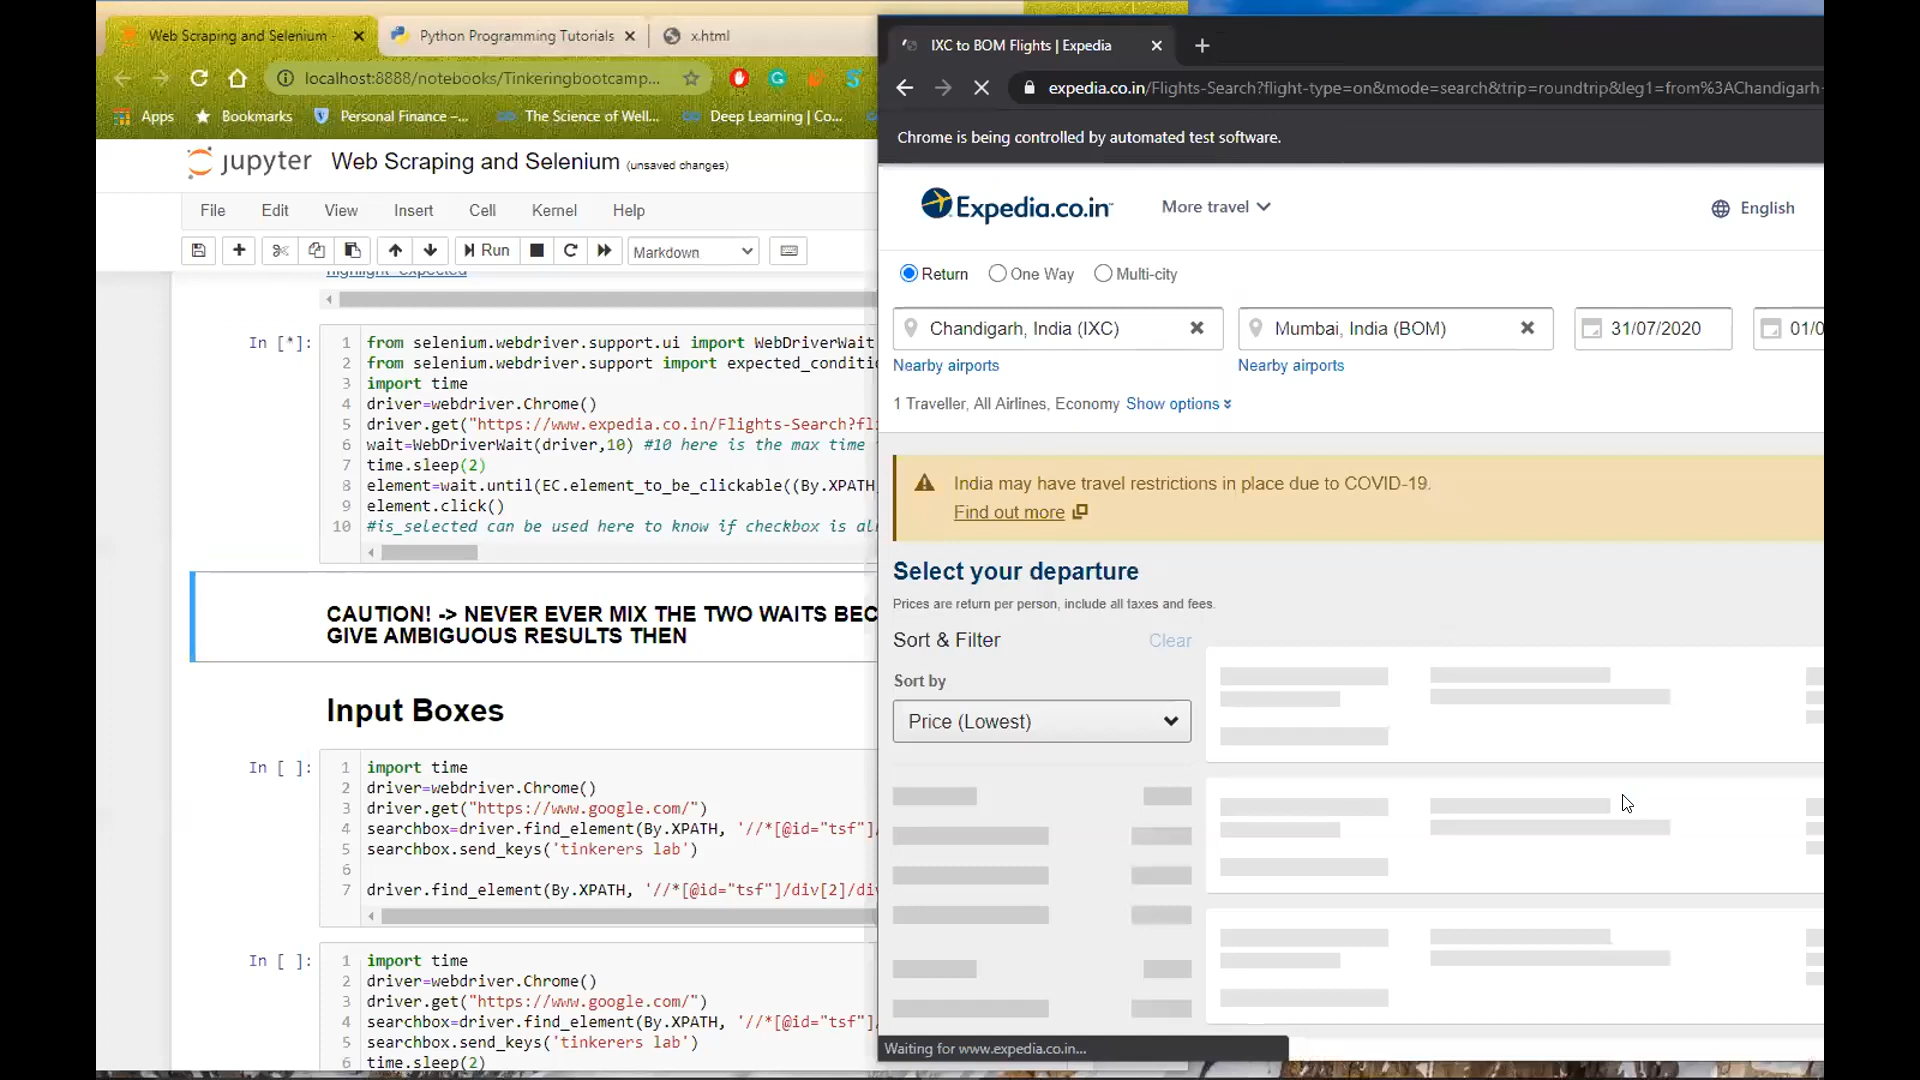 Web Scraping and Selenium -
Python Programming Tutorials
x.html
localhost:8888/notebooks/Tinkeringbootcamp...
Apps
Bookmarks
Personal Finance -...
The Science of Well...
Deep Learning | Co...
jupyter
Web Scraping and Selenium (unsaved changes)
File
Edit
View
Insert
Cell
Kernel
Help
Run
Markdown
highlight=expected
In [*]:
1 from selenium.webdriver.support.ui import WebDriverWait
2 from selenium.webdriver.support import expected_conditio
3 import time
4 driver=webdriver.Chrome()
5 driver.get("https://www.expedia.co.in/Flights-Search?fl
6 wait=WebDriverWait(driver,10) #10 here is the max time
7 time.sleep(2)
8 element=wait.until(EC.element_to_be_clickable((By.XPATH,
9 element.click()
10 #is_selected can be used here to know if checkbox is al
CAUTION! -> NEVER EVER MIX THE TWO WAITS BEC
GIVE AMBIGUOUS RESULTS THEN
Input Boxes
In [ ]:
1 import time
2 driver=webdriver.Chrome()
3 driver.get("https://www.google.com/")
4 searchbox=driver.find_element(By.XPATH, '//*[@id="tsf"]/
5 searchbox.send_keys('tinkerers lab')
6
7 driver.find_element(By.XPATH, '//*[@id="tsf"]/div[2]/di
In [ ]:
1 import time
2 driver=webdriver.Chrome()
3 driver.get("https://www.google.com/")
4 searchbox=driver.find_element(By.XPATH, '//*[@id="tsf"]/
5 searchbox.send_keys('tinkerers lab')
6 time.sleep(2)
IXC to BOM Flights | Expedia
expedia.co.in/Flights-Search?flight-type=on&mode=search&trip=roundtrip&leg1=from%3AChandigarh
Chrome is being controlled by automated test software.
Expedia.co.in
More travel
English
Return
One Way
Multi-city
Chandigarh, India (IXC)
Mumbai, India (BOM)
31/07/2020
01/0
Nearby airports
Nearby airports
1 Traveller, All Airlines, Economy Show options
India may have travel restrictions in place due to COVID-19.
Find out more
Select your departure
Prices are return per person, include all taxes and fees.
Sort & Filter
Clear
Sort by
Price (Lowest)
Waiting for www.expedia.co.in...